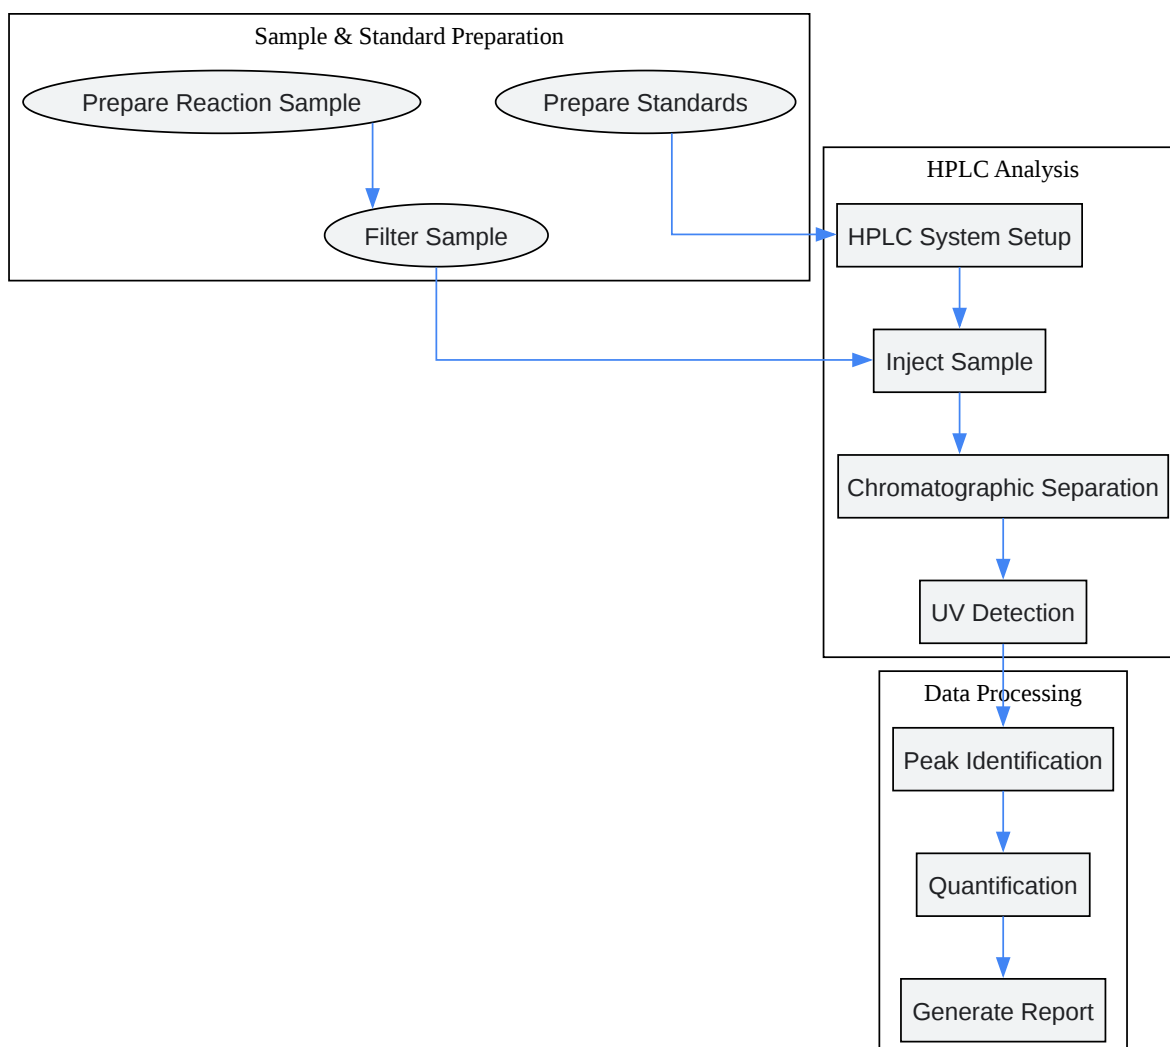 Sample & Standard Preparation
Prepare Reaction Sample
Prepare Standards
Filter Sample
HPLC Analysis
HPLC System Setup
Inject Sample
Chromatographic Separation
UV Detection
Data Processing
Peak Identification
Quantification
Generate Report